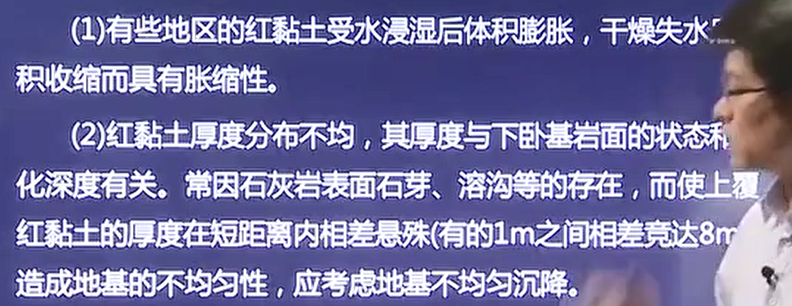 (1)有些地区的红黏土受水浸湿后体积膨胀，干燥失水
积收缩而具有胀缩性。
(2)红黏土厚度分布不均，其厚度与下卧基岩面的状态和
化深度有关。常因石灰岩表面石芽、溶沟等的存在，而使上覆
红黏土的厚度在短距离内相差悬殊(有的1m之间相差竞达8m
造成地基的不均匀性，应考虑地基不均匀沉降。